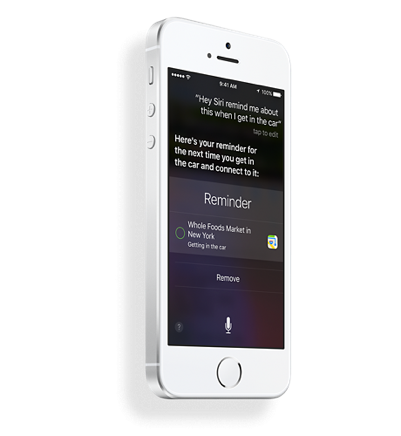 9:41 AM
100%
“Hey Siri remind me about
this when I get in the car”
tap to edit
Here's your reminder for
the next time you get in
the car and connect to it:
Reminder
Whole Foods Market in
New York
Getting in the car
Remove
?